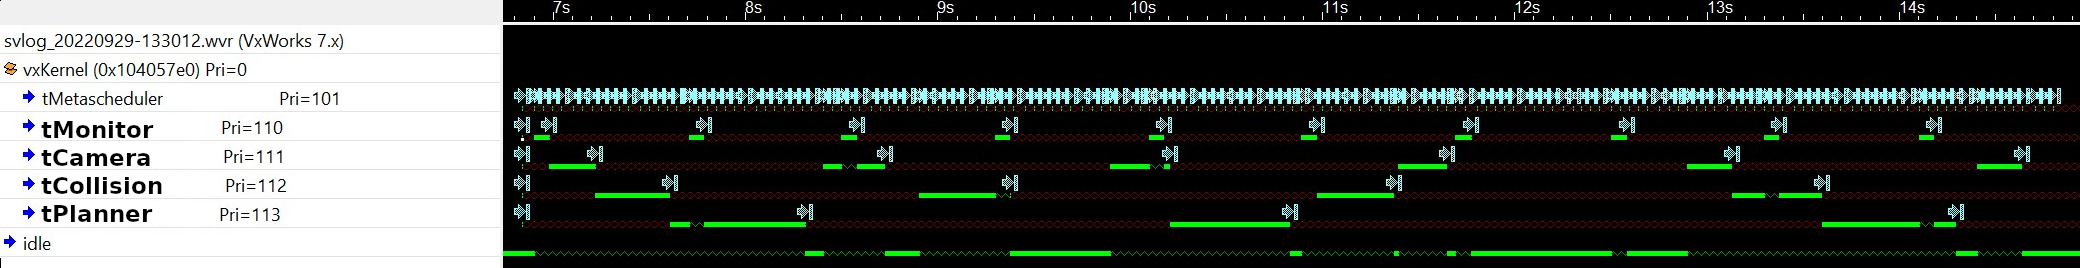 7s 8s 9s 10s 11s 12s 13s 14s
svlog_20220929-133012.wvr (VxWorks 7.x)
vxKernel (0x104057e0) Pri=0
tMetascheduler Pri=101
tMonitor Pri=110
tCamera Pri=111
tCollision Pri=112
tPlanner Pri=113
idle